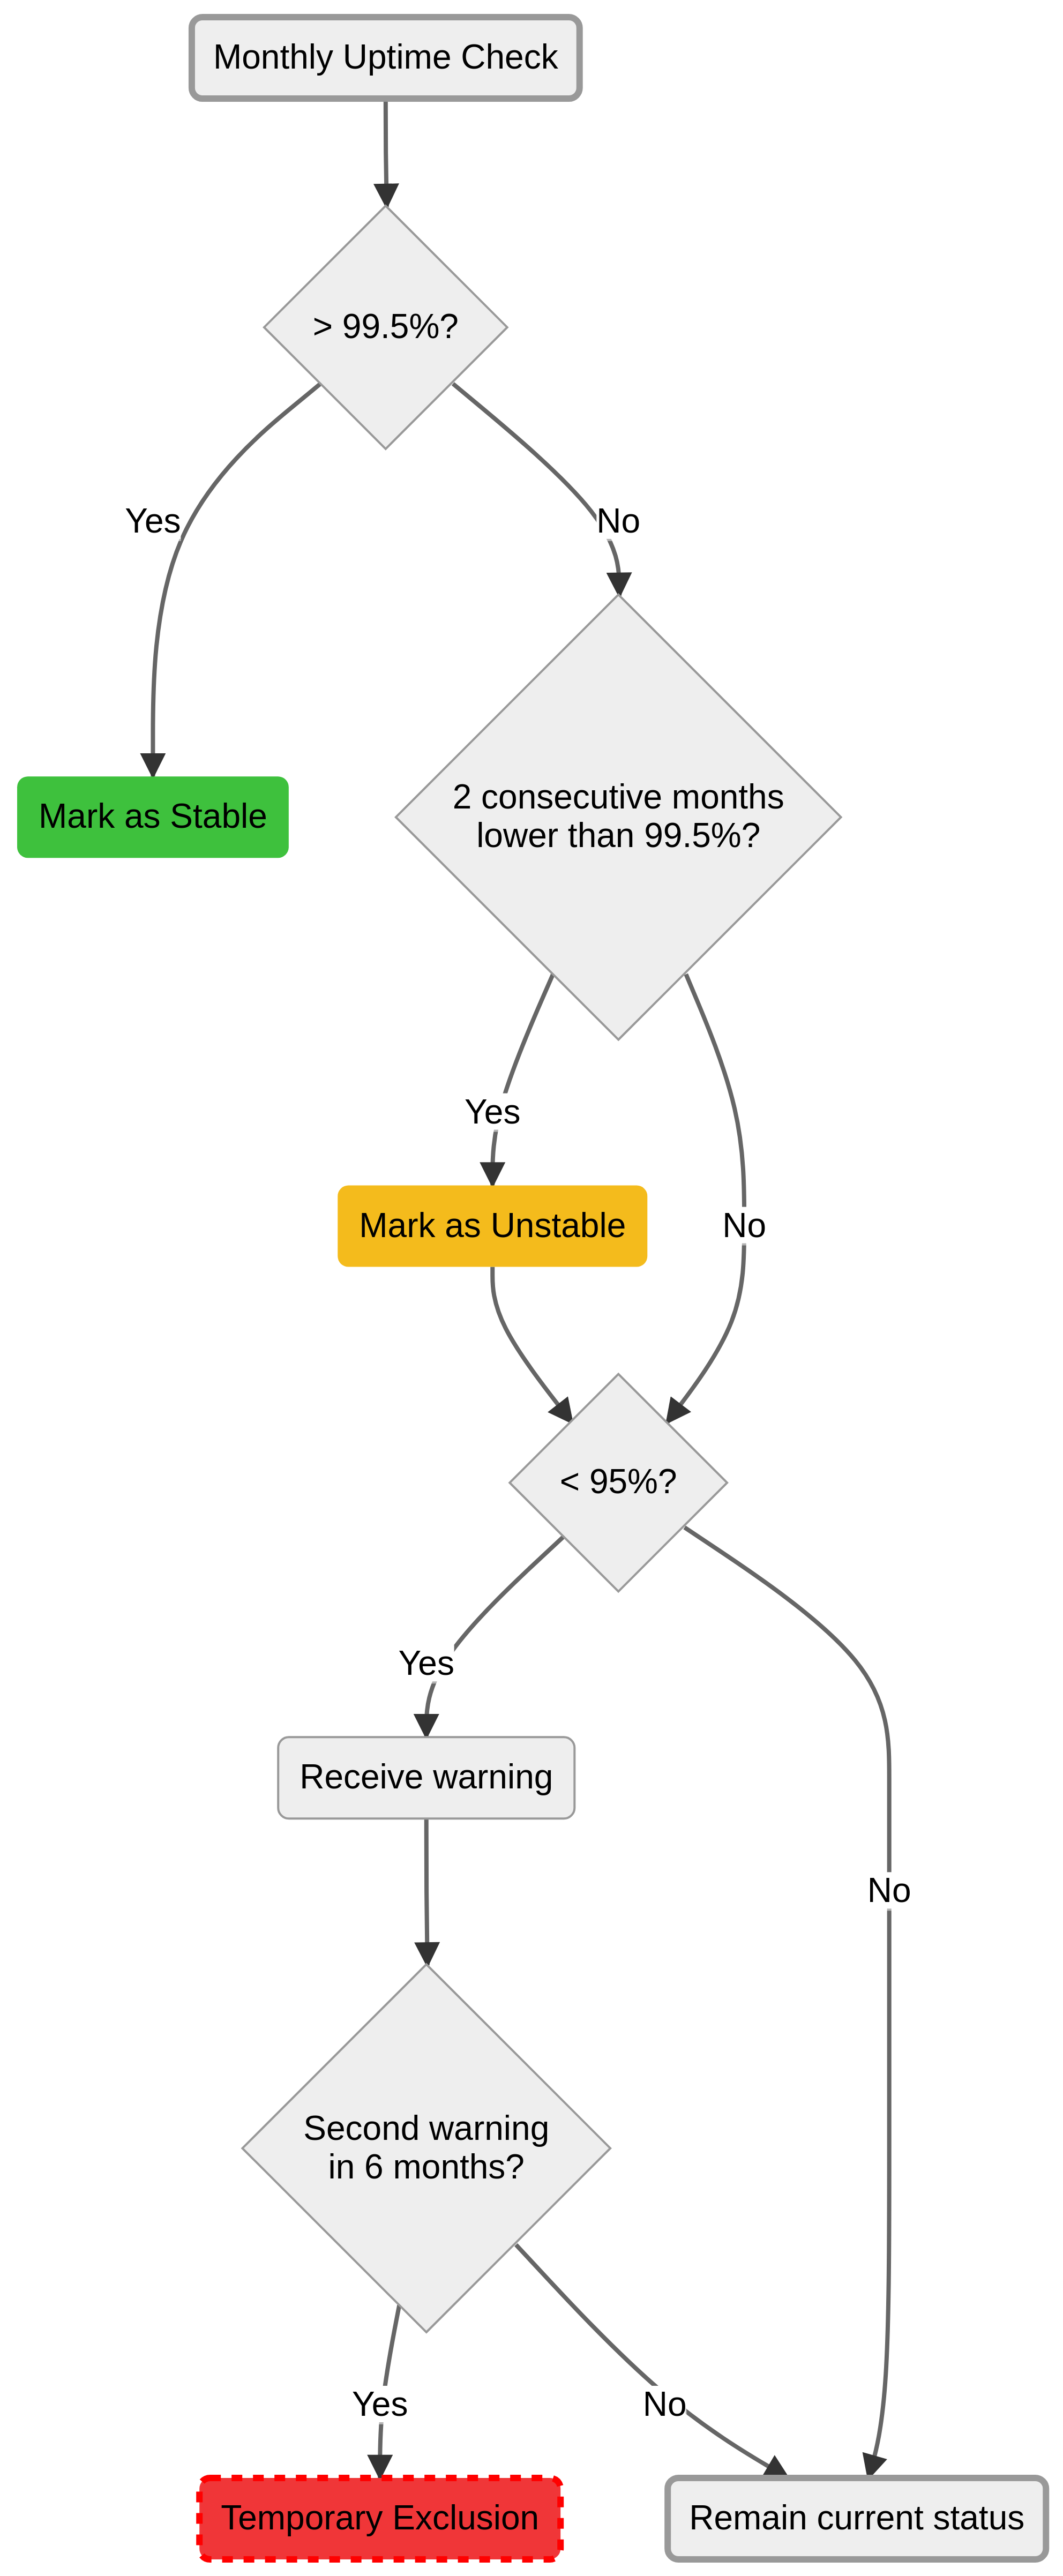 Monthly Uptime Check
> 99.5%?
Yes
No
Mark as Stable
2 consecutive months
lower than 99.5%?
Yes
Mark as Unstable
No
< 95%?
Yes
Receive warning
No
Second warning
in 6 months?
Yes
No
Temporary Exclusion
Remain current status